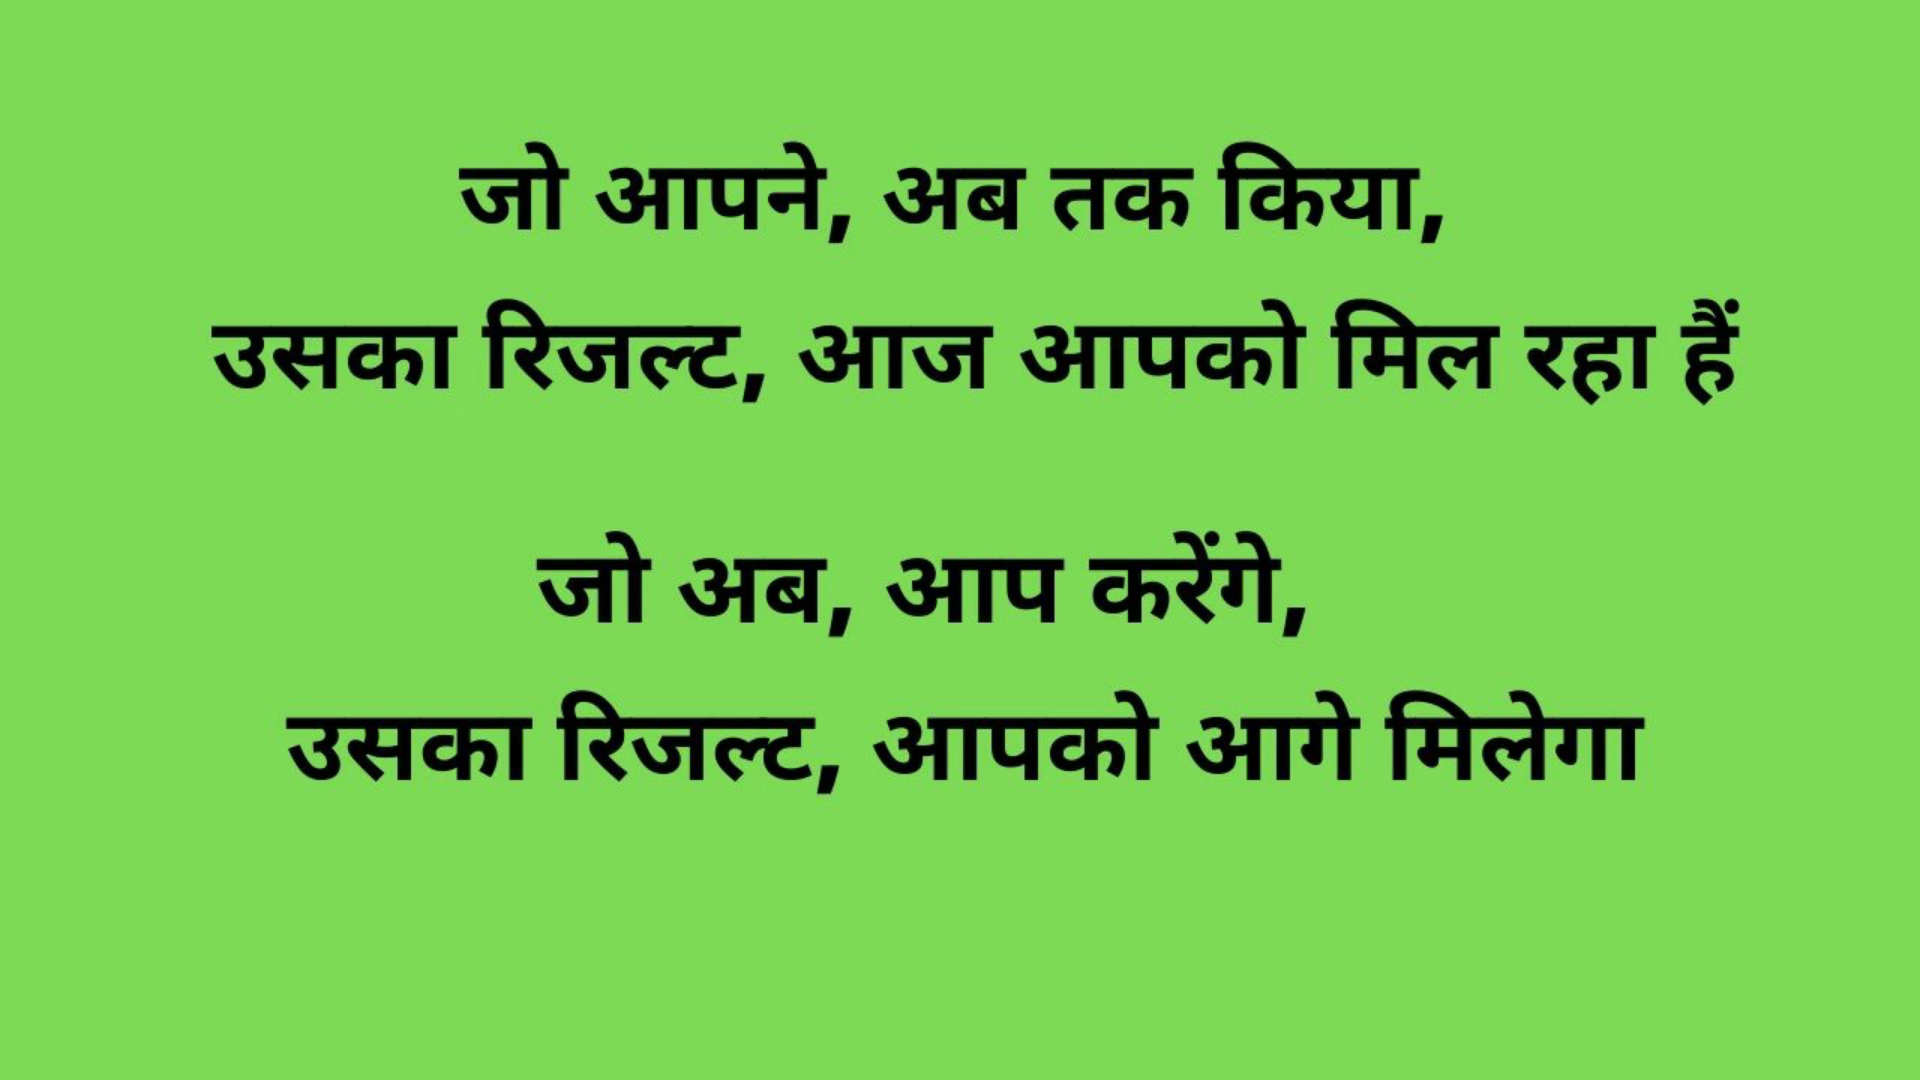 जो आपने, अब तक किया,
उसका रिजल्ट, आज आपको मिल रहा हैं
जो अब, आप करेंगे,
उसका रिजल्ट, आपको आगे मिलेगा